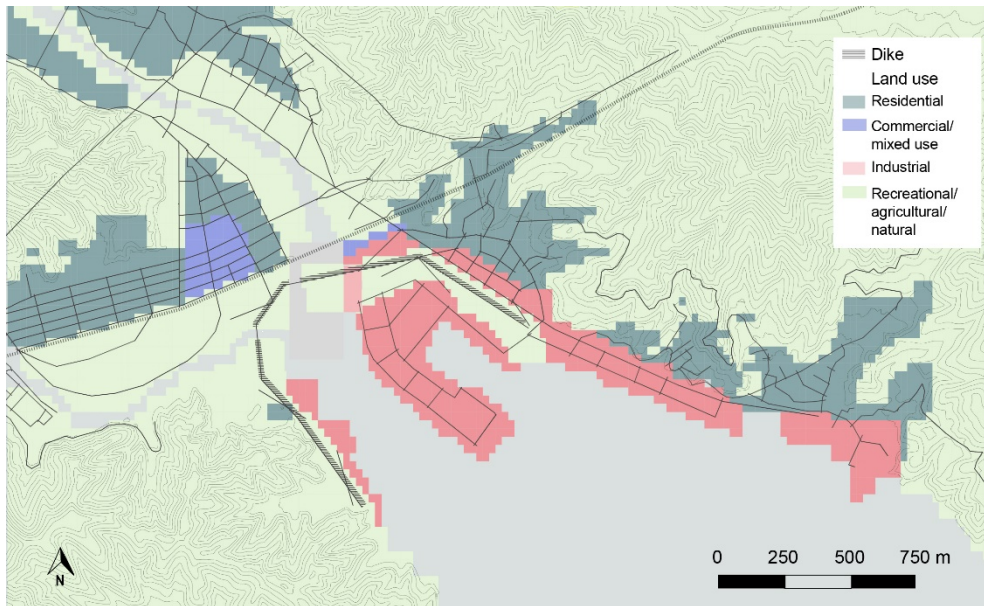 Dike
Land use
Residential
Commercial/
mixed use
Industrial
Recreational/
agricultural/
natural
N
0 250 500 750 m